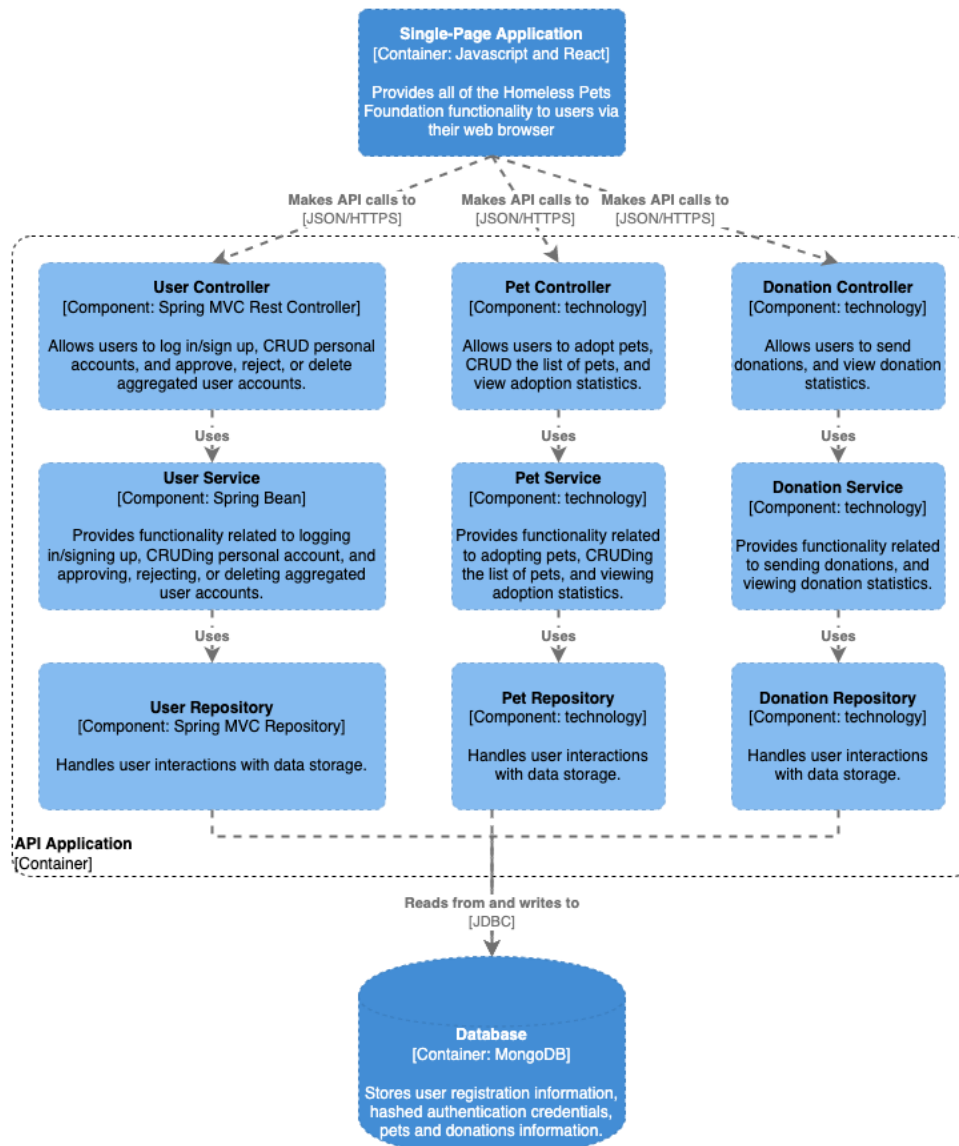 Single-Page Application
[Container: Javascript and React]
Provides all of the Homeless Pets
Foundation functionality to users via
their web browser
Makes API calls to
[JSON/HTTPS]
Makes API calls to
[JSON/HTTPS]
Makes API calls to
[JSON/HTTPS]
User Controller
[Component: Spring MVC Rest Controller]
Allows users to log in/sign up, CRUD personal
accounts, and approve, reject, or delete
aggregated user accounts.
Pet Controller
[Component: technology]
Allows users to adopt pets,
CRUD the list of pets, and
view adoption statistics.
Donation Controller
[Component: technology]
Allows users to send
donations, and view donation
statistics.
Uses
Uses
Uses
User Service
[Component: Spring Bean]
Provides functionality related to logging
in/signing up, CRUDing personal account, and
approving, rejecting, or deleting aggregated
user accounts.
Pet Service
[Component: technology]
Provides functionality related
to adopting pets, CRUDing
the list of pets, and viewing
adoption statistics.
Donation Service
[Component: technology]
Provides functionality related
to sending donations, and
viewing donation statistics.
Uses
Uses
Uses
User Repository
[Component: Spring MVC Repository]
Handles user interactions with data storage.
Pet Repository
[Component: technology]
Handles user interactions
with data storage.
Donation Repository
[Component: technology]
Handles user interactions
with data storage.
API Application
[Container]
Reads from and writes to
[JDBC]
Database
[Container: MongoDB]
Stores user registration information,
hashed authentication credentials,
pets and donations information.